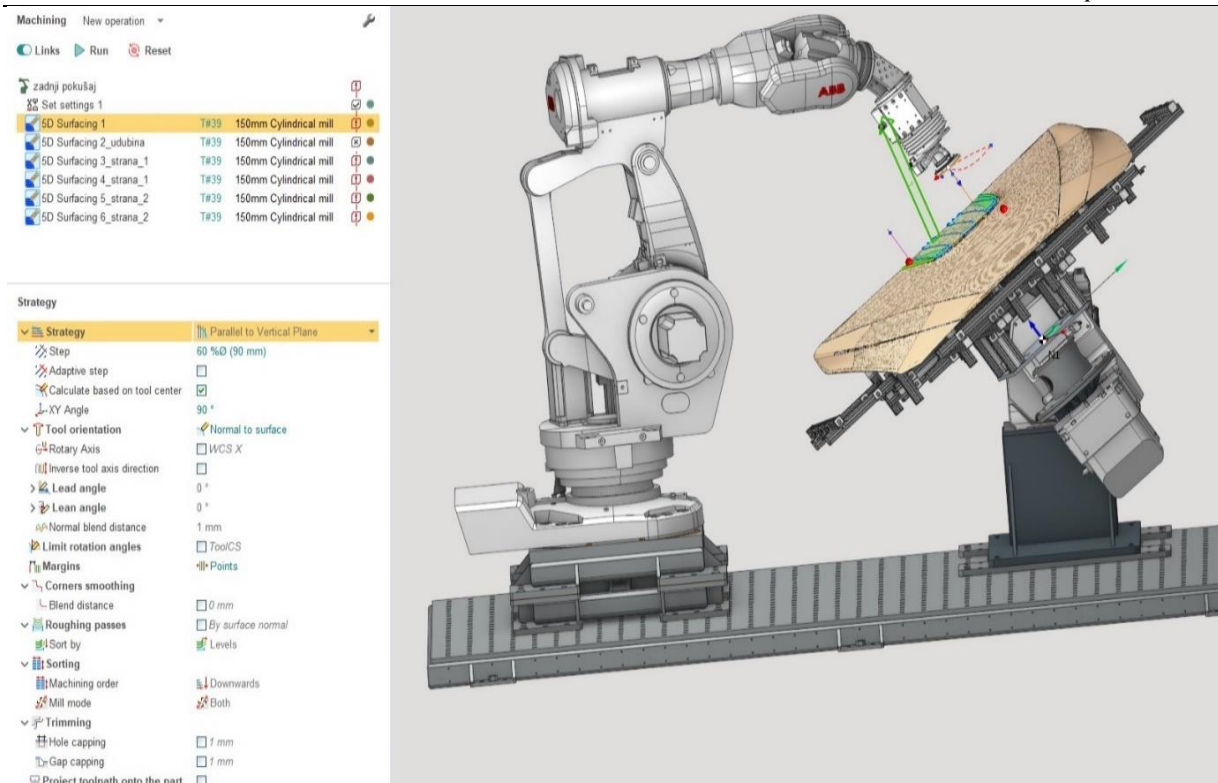 Machining New operation
Links Run Reset
zadnji pokušaj
Set settings 1
5D Surfacing 1 T#39 150mm Cylindrical mill
5D Surfacing 2_udubina T#39 150mm Cylindrical mill
5D Surfacing 3_strana_1 T#39 150mm Cylindrical mill
5D Surfacing 4_strana_1 T#39 150mm Cylindrical mill
5D Surfacing 5_strana_2 T#39 150mm Cylindrical mill
5D Surfacing 6_strana_2 T#39 150mm Cylindrical mill
Strategy
Strategy Parallel to Vertical Plane
Step 60 %Ø (90 mm)
Adaptive step
Calculate based on tool center
XY Angle 90 °
Tool orientation Normal to surface
Rotary Axis WCS X
Inverse tool axis direction
Lead angle 0 °
Lean angle 0 °
Normal blend distance 1 mm
Limit rotation angles ToolCS
Margins Points
Corners smoothing
Blend distance 0 mm
Roughing passes By surface normal
Sort by Levels
Sorting
Machining order Downwards
Mill mode Both
Trimming
Hole capping 1 mm
Gap capping 1 mm
Project toolpath onto the part
ABB
N1